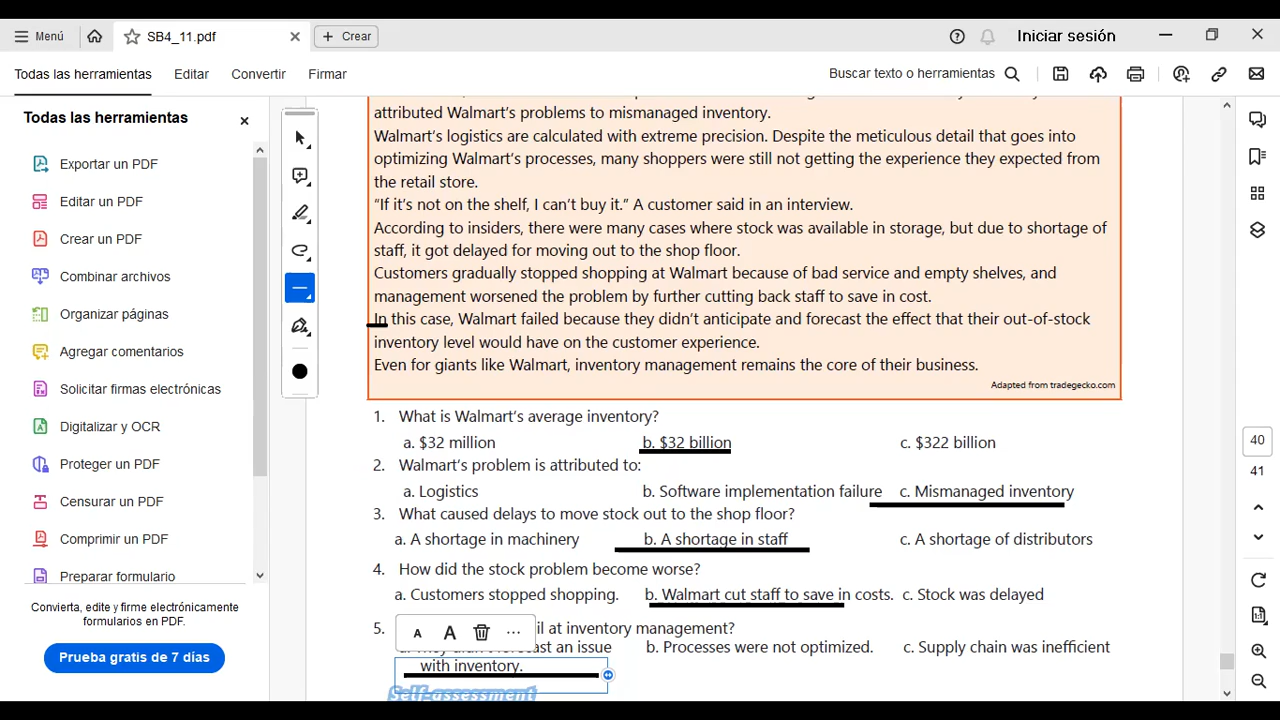 Menú
SB4_11.pdf
Crear
Iniciar sesión
Todas las herramientas
Editar
Convertir
Firmar
Buscar texto o herramientas
Todas las herramientas
Exportar un PDF
Editar un PDF
Crear un PDF
Combinar archivos
Organizar páginas
Agregar comentarios
Solicitar firmas electrónicas
Digitalizar y OCR
Proteger un PDF
Censurar un PDF
Comprimir un PDF
Preparar formulario
Convierta, edite y firme electrónicamente
formularios en PDF.
Prueba gratis de 7 días
attributed Walmart's problems to mismanaged inventory.
Walmart's logistics are calculated with extreme precision. Despite the meticulous detail that goes into
optimizing Walmart's processes, many shoppers were still not getting the experience they expected from
the retail store.
"If it's not on the shelf, I can't buy it." A customer said in an interview.
According to insiders, there were many cases where stock was available in storage, but due to shortage of
staff, it got delayed for moving out to the shop floor.
Customers gradually stopped shopping at Walmart because of bad service and empty shelves, and
management worsened the problem by further cutting back staff to save in cost.
In this case, Walmart failed because they didn't anticipate and forecast the effect that their out-of-stock
inventory level would have on the customer experience.
Even for giants like Walmart, inventory management remains the core of their business.
Adapted from tradegecko.com
1. What is Walmart's average inventory?
a. $32 million b. $32 billion c. $322 billion
2. Walmart's problem is attributed to:
a. Logistics b. Software implementation failure c. Mismanaged inventory
3. What caused delays to move stock out to the shop floor?
a. A shortage in machinery b. A shortage in staff c. A shortage of distributors
4. How did the stock problem become worse?
a. Customers stopped shopping. b. Walmart cut staff to save in costs. c. Stock was delayed
5. A A ... il at inventory management?
ast an issue b. Processes were not optimized. c. Supply chain was inefficient
with inventory.
Self-assessment
40
41